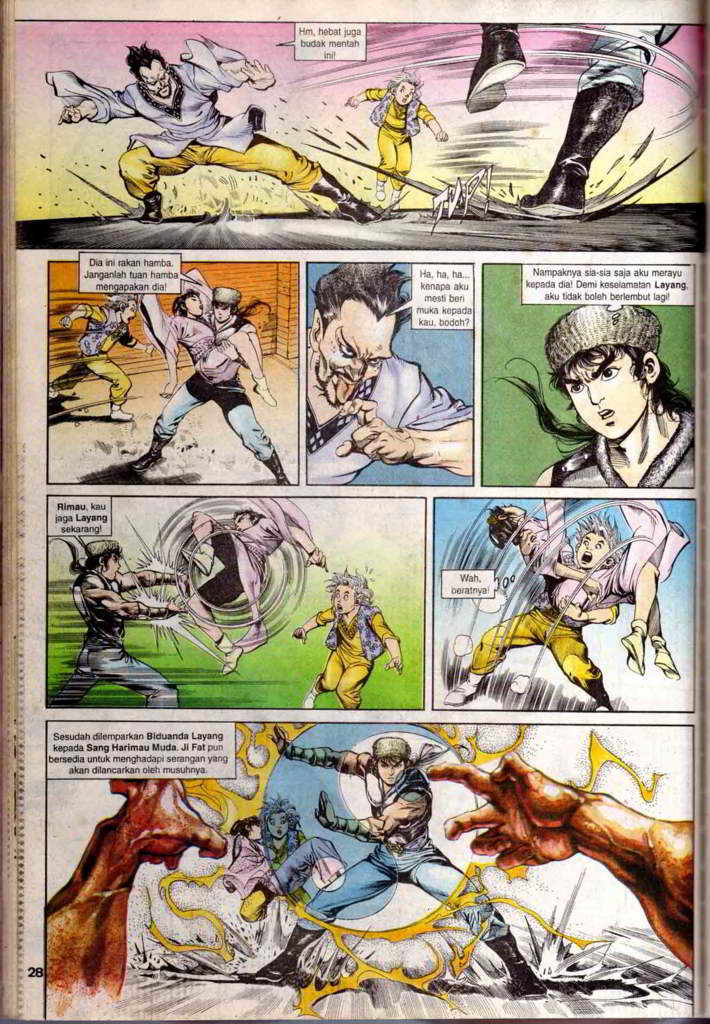 Hm, hebat juga
budak mentah
ini!
TUP!
Dia ini rakan hamba.
Janganlah tuan hamba
mengapakan dia!
Ha, ha, ha...
kenapa aku
mesti beri
muka kepada
kau, bodoh?
Nampaknya sia-sia saja aku merayu
kepada dia! Demi keselamatan Layang,
aku tidak boleh berlembut lagi!
Rimau, kau
jaga Layang
sekarang!
Wah,
beratnya!
Sesudah dilemparkan Biduanda Layang
kepada Sang Harimau Muda. Ji Fat pun
bersedia untuk menghadapi serangan yang
akan dilancarkan oleh musuhnya.
28